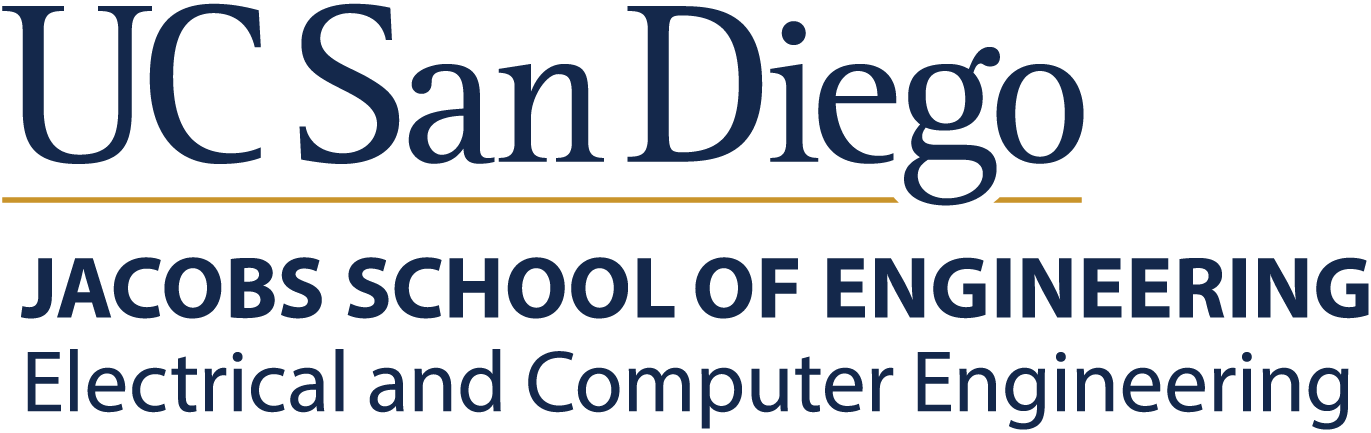 UC San Diego
JACOBS SCHOOL OF ENGINEERING
Electrical and Computer Engineering